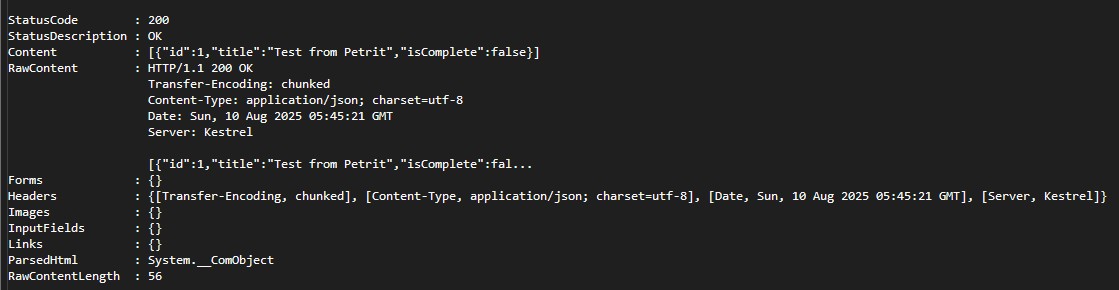 StatusCode        : 200
StatusDescription : OK
Content           : [{"id":1,"title":"Test from Petrit","isComplete":false}]
RawContent        : HTTP/1.1 200 OK
                    Transfer-Encoding: chunked
                    Content-Type: application/json; charset=utf-8
                    Date: Sun, 10 Aug 2025 05:45:21 GMT
                    Server: Kestrel

                    [{"id":1,"title":"Test from Petrit","isComplete":fal...
Forms             : {}
Headers           : {[Transfer-Encoding, chunked], [Content-Type, application/json; charset=utf-8], [Date, Sun, 10 Aug 2025 05:45:21 GMT], [Server, Kestrel]}
Images            : {}
InputFields       : {}
Links             : {}
ParsedHtml        : System.__ComObject
RawContentLength  : 56